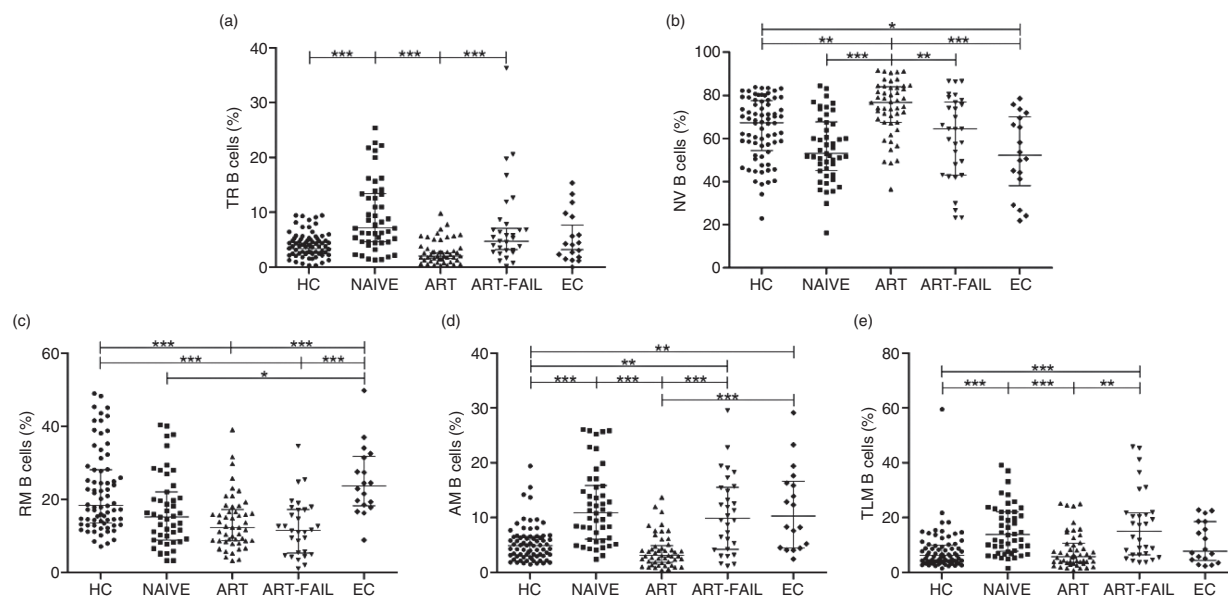 (a)
TR B cells (%)
40
30
20
10
0
*** *** ***
HC NAIVE ART ART-FAIL EC
(b)
NV B cells (%)
100
80
60
40
20
0
*
** ***
*** **
HC NAIVE ART ART-FAIL EC
(c)
RM B cells (%)
60
40
20
0
*** ***
*** ***
*
HC NAIVE ART ART-FAIL EC
(d)
AM B cells (%)
40
30
20
10
0
**
**
*** *** ***
***
HC NAIVE ART ART-FAIL EC
(e)
TLM B cells (%)
80
60
40
20
0
***
*** *** **
HC NAIVE ART ART-FAIL EC